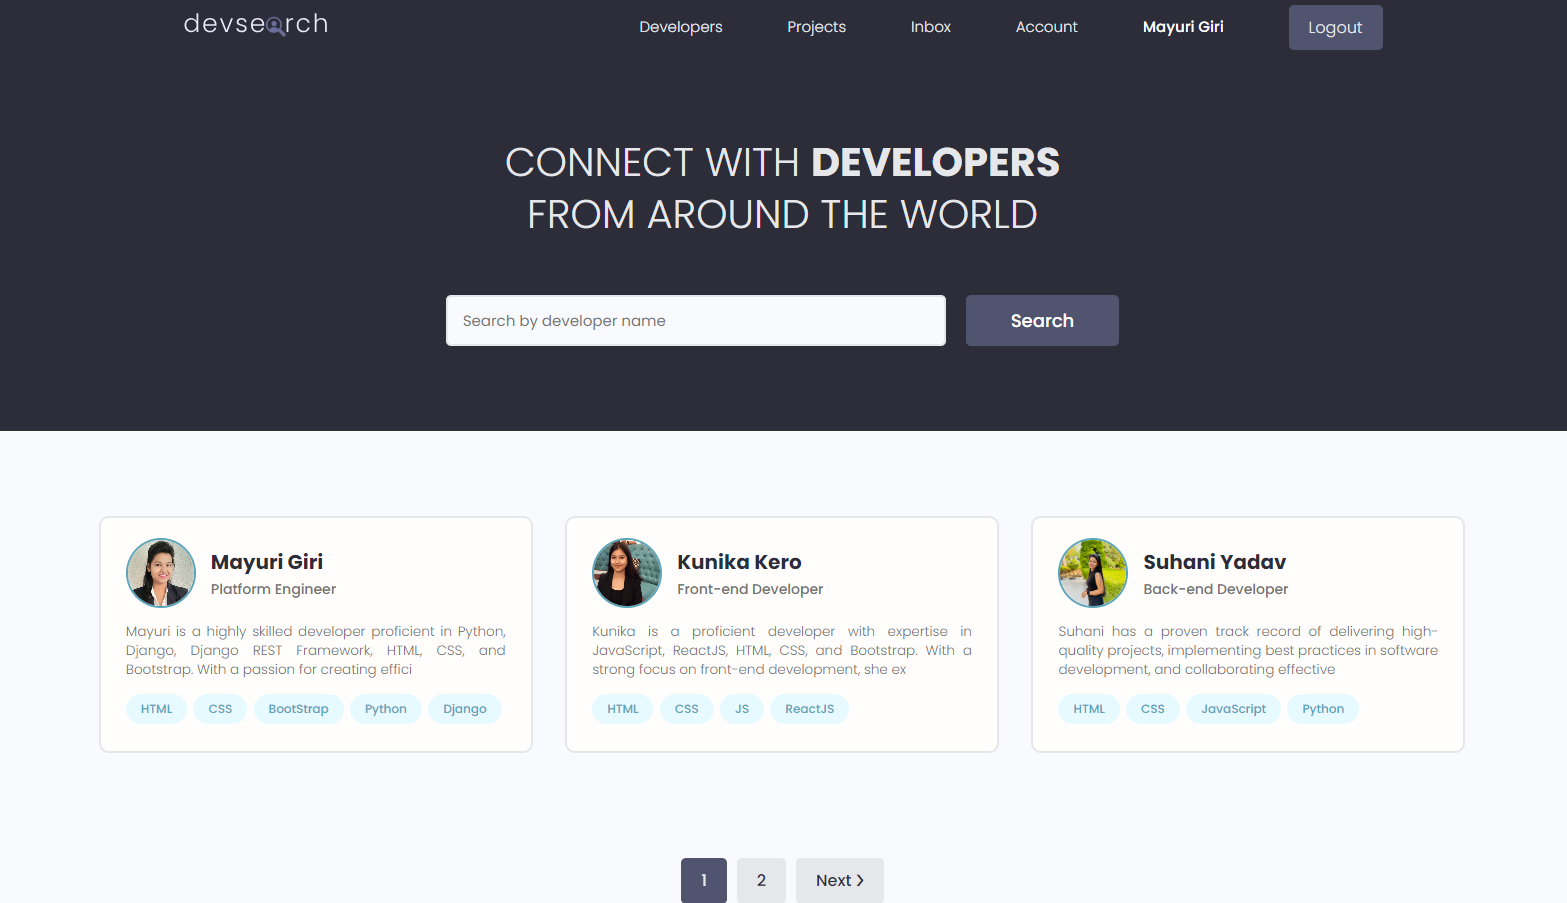 devsearch
Developers
Projects
Inbox
Account
Mayuri Giri
Logout
CONNECT WITH DEVELOPERS
FROM AROUND THE WORLD
Search by developer name
Search
Mayuri Giri
Platform Engineer
Mayuri is a highly skilled developer proficient in Python,
Django, Django REST Framework, HTML, CSS, and
Bootstrap. With a passion for creating effici
HTML
CSS
BootStrap
Python
Django
Kunika Kero
Front-end Developer
Kunika is a proficient developer with expertise in
JavaScript, ReactJS, HTML, CSS, and Bootstrap. With a
strong focus on front-end development, she ex
HTML
CSS
JS
ReactJS
Suhani Yadav
Back-end Developer
Suhani has a proven track record of delivering high-
quality projects, implementing best practices in software
development, and collaborating effective
HTML
CSS
JavaScript
Python
1
2
Next ❯